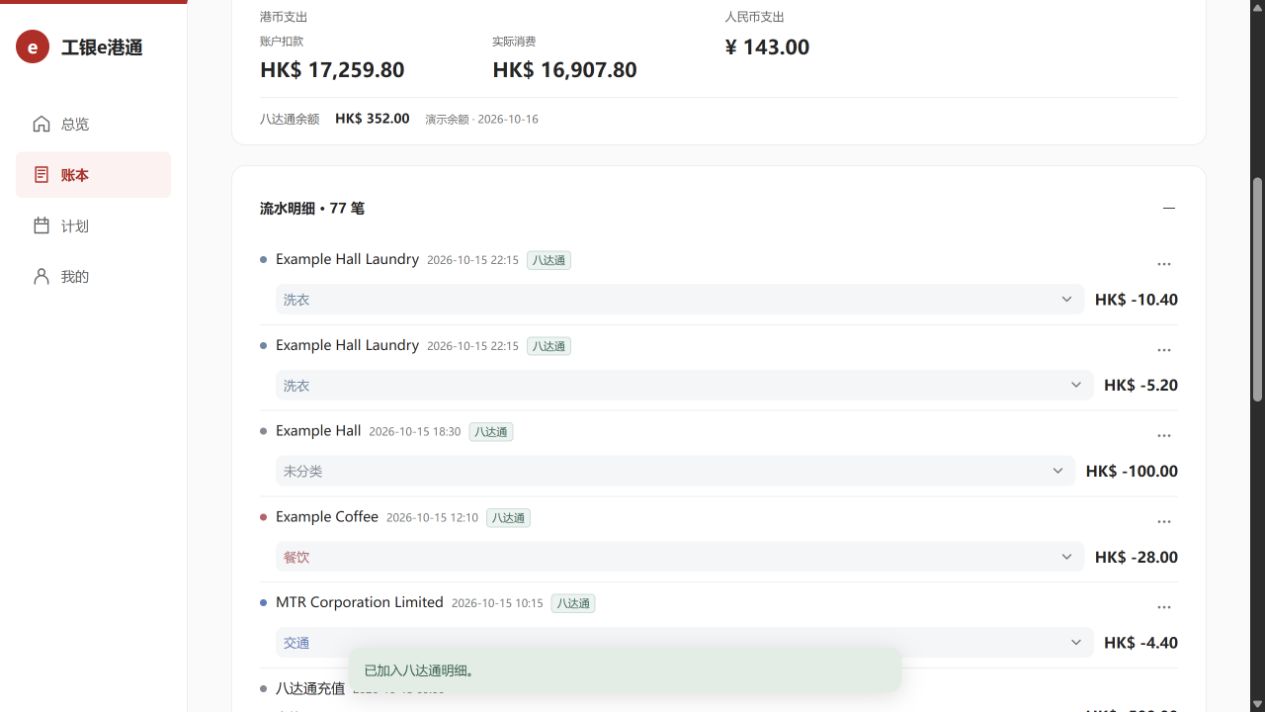 e 工银e港通
总览
账本
计划
我的
港币支出
人民币支出
账户扣款
实际消费
¥ 143.00
HK$ 17,259.80
HK$ 16,907.80
八达通余额 HK$ 352.00 演示余额 · 2026-10-16
流水明细 • 77 笔
Example Hall Laundry 2026-10-15 22:15 八达通 ...
洗衣 HK$ -10.40
Example Hall Laundry 2026-10-15 22:15 八达通 ...
洗衣 HK$ -5.20
Example Hall 2026-10-15 18:30 八达通 ...
未分类 HK$ -100.00
Example Coffee 2026-10-15 12:10 八达通 ...
餐饮 HK$ -28.00
MTR Corporation Limited 2026-10-15 10:15 八达通 ...
交通 HK$ -4.40
已加入八达通明细。
八达通充值